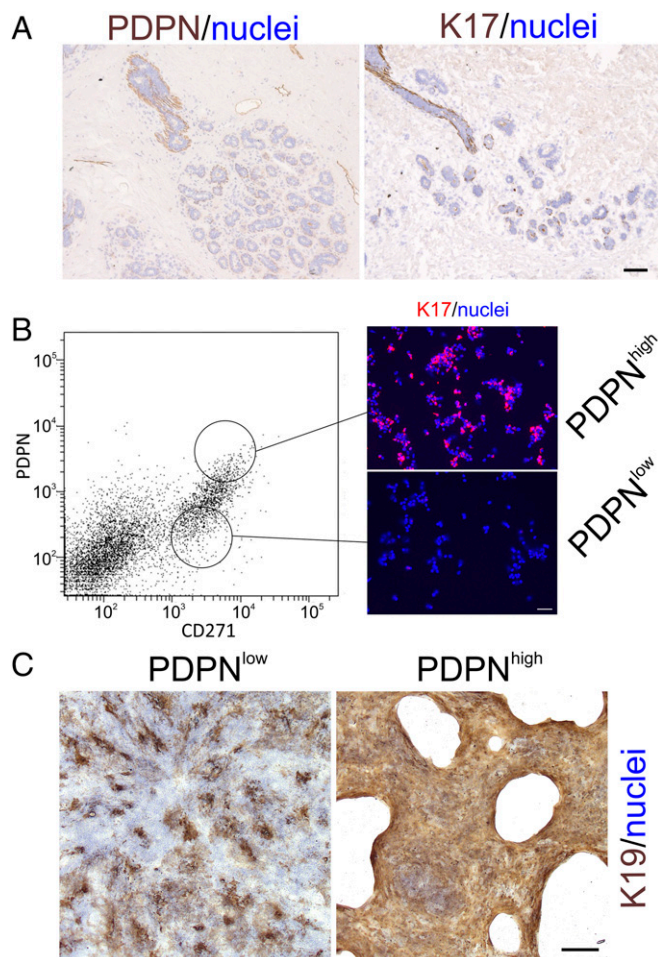 A
PDPN/nuclei
K17/nuclei
B
K17/nuclei
10^5
10^4
10^3
10^2
PDPN
10^2 10^3 10^4 10^5
CD271
PDPN^high
PDPN^low
C
PDPN^low
PDPN^high
K19/nuclei